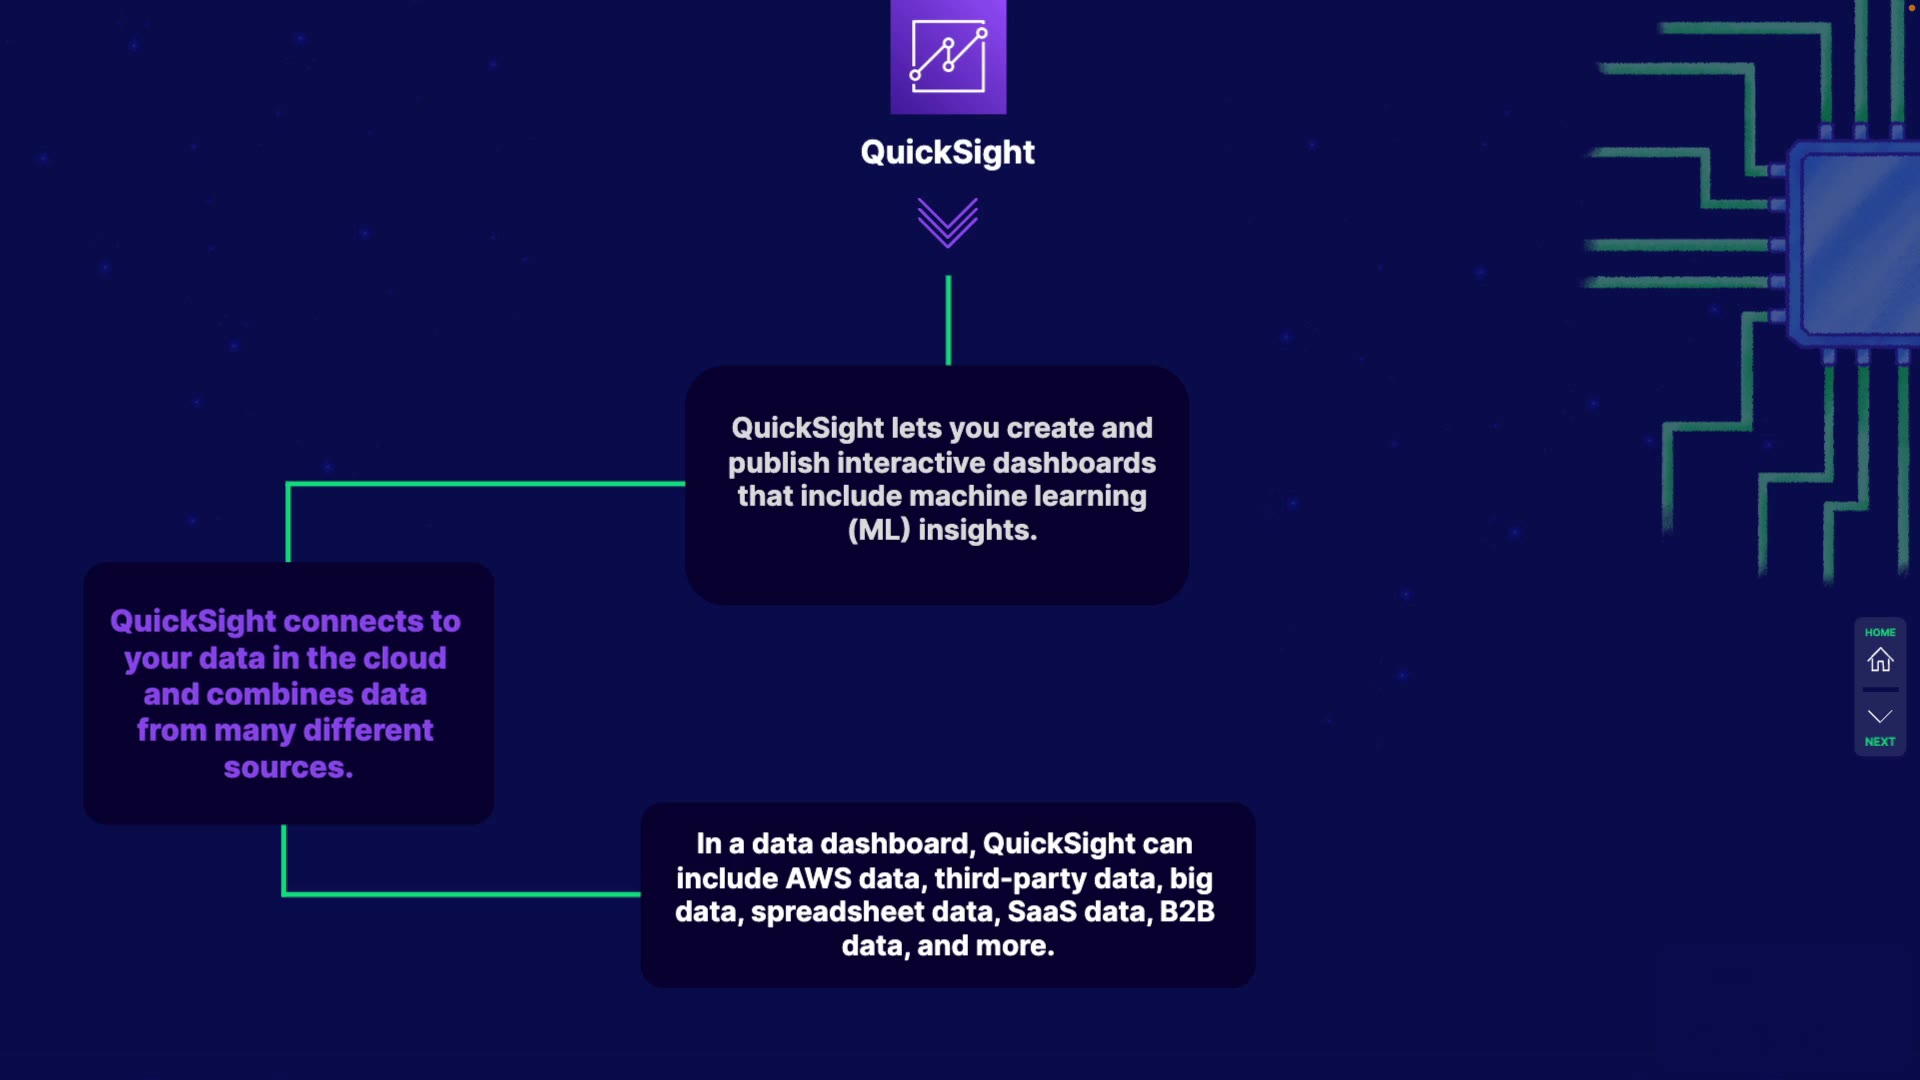 QuickSight
QuickSight lets you create and
publish interactive dashboards
that include machine learning
(ML) insights.
QuickSight connects to
your data in the cloud
and combines data
from many different
sources.
In a data dashboard, QuickSight can
include AWS data, third-party data, big
data, spreadsheet data, SaaS data, B2B
data, and more.
HOME
NEXT